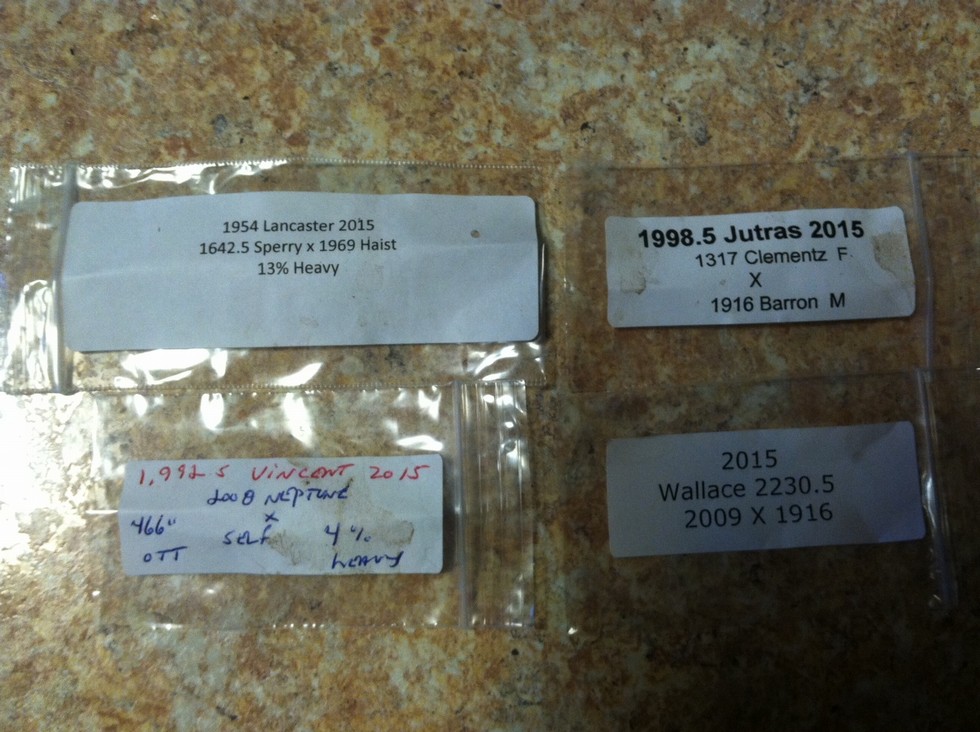 1954 Lancaster 2015
1642.5 Sperry x 1969 Haist
13% Heavy
1998.5 Jutras 2015
1317 Clementz F
X
1916 Barron M
1,992.5 VINCENT 2015
2008 NEPTUNE
x
466" SELF 4%
OTT HEAVY
2015
Wallace 2230.5
2009 X 1916